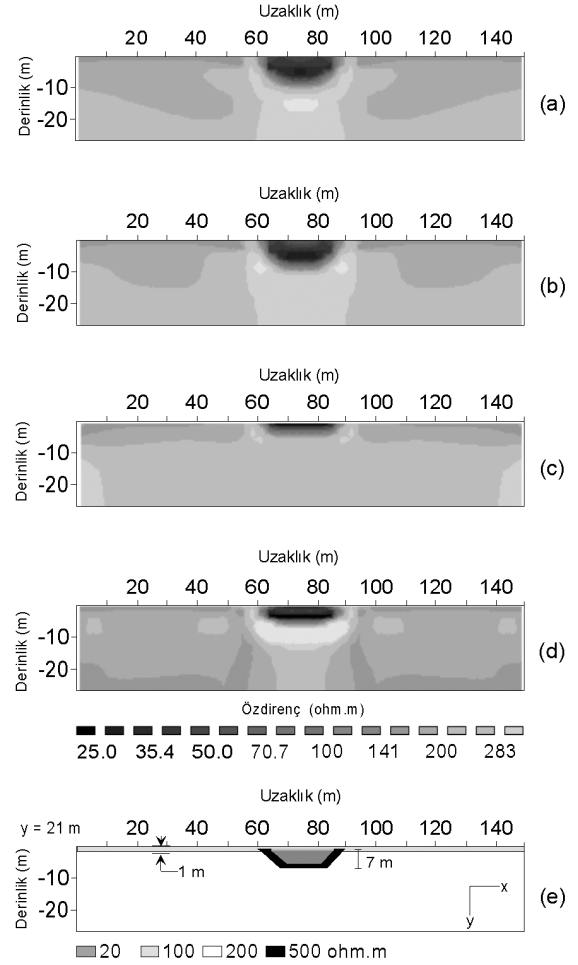 Uzaklık (m)
20 40 60 80 100 120 140
Derinlik (m)
-10
-20
(a)
Uzaklık (m)
20 40 60 80 100 120 140
Derinlik (m)
-10
-20
(b)
Uzaklık (m)
20 40 60 80 100 120 140
Derinlik (m)
-10
-20
(c)
Uzaklık (m)
20 40 60 80 100 120 140
Derinlik (m)
-10
-20
(d)
Özdirenç (ohm.m)
25.0 35.4 50.0 70.7 100 141 200 283
Uzaklık (m)
y = 21 m 20 40 60 80 100 120 140
Derinlik (m)
-10
-20
1 m
7 m
x
y
(e)
20 100 200 500 ohm.m